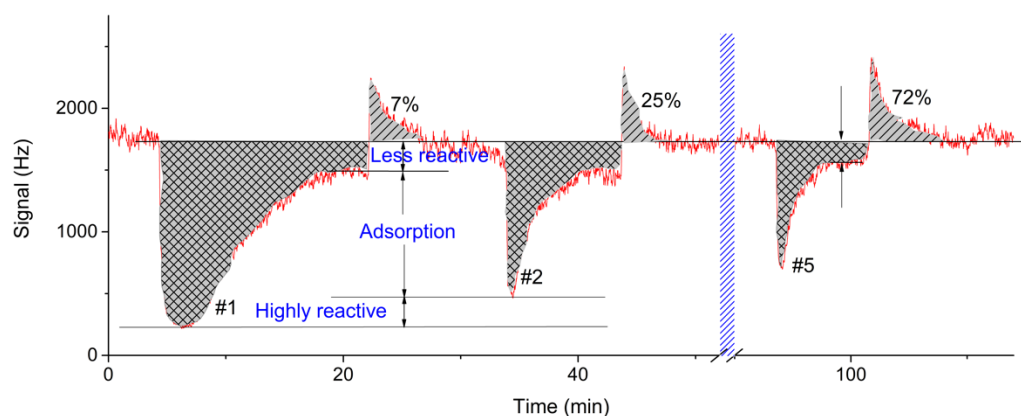 7%
25%
72%
2000
Less reactive
Signal (Hz)
Adsorption
1000
#1
#2
#5
Highly reactive
0
0
20
40
100
Time (min)